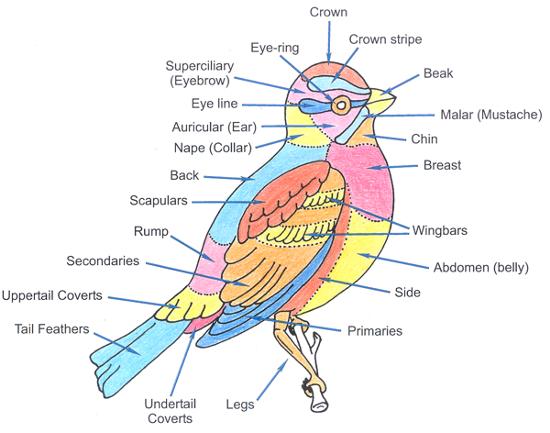 Crown
Eye-ring
Crown stripe
Superciliary
(Eyebrow)
Beak
Eye line
Malar (Mustache)
Auricular (Ear)
Chin
Nape (Collar)
Breast
Back
Scapulars
Wingbars
Rump
Secondaries
Abdomen (belly)
Side
Uppertail Coverts
Tail Feathers
Primaries
Undertail
Coverts
Legs